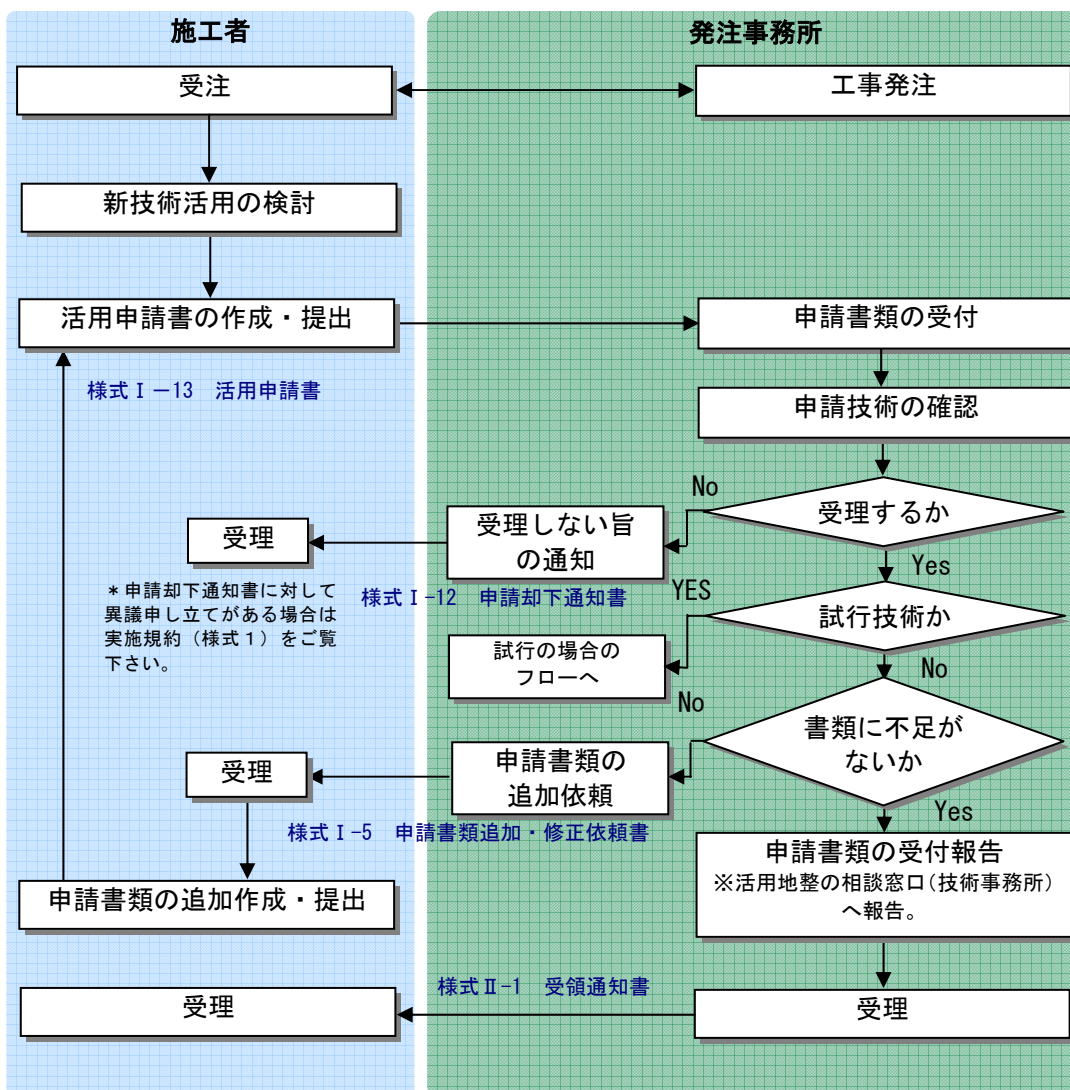 施工者
発注事務所
受注
工事発注
新技術活用の検討
活用申請書の作成・提出
申請書類の受付
様式Ⅰ－13　活用申請書
申請技術の確認
No
受理するか
受理しない旨
の通知
受理
Yes
＊申請却下通知書に対して
異議申し立てがある場合は
実施規約（様式１）をご覧
下さい。
様式Ⅰ-12　申請却下通知書
YES
試行技術か
試行の場合の
フローへ
No
No
書類に不足が
ないか
申請書類の
追加依頼
受理
様式Ⅰ-5　申請書類追加・修正依頼書
Yes
申請書類の受付報告
※活用地整の相談窓口（技術事務所）
へ報告。
申請書類の追加作成・提出
様式Ⅱ-1　受領通知書
受理
受理